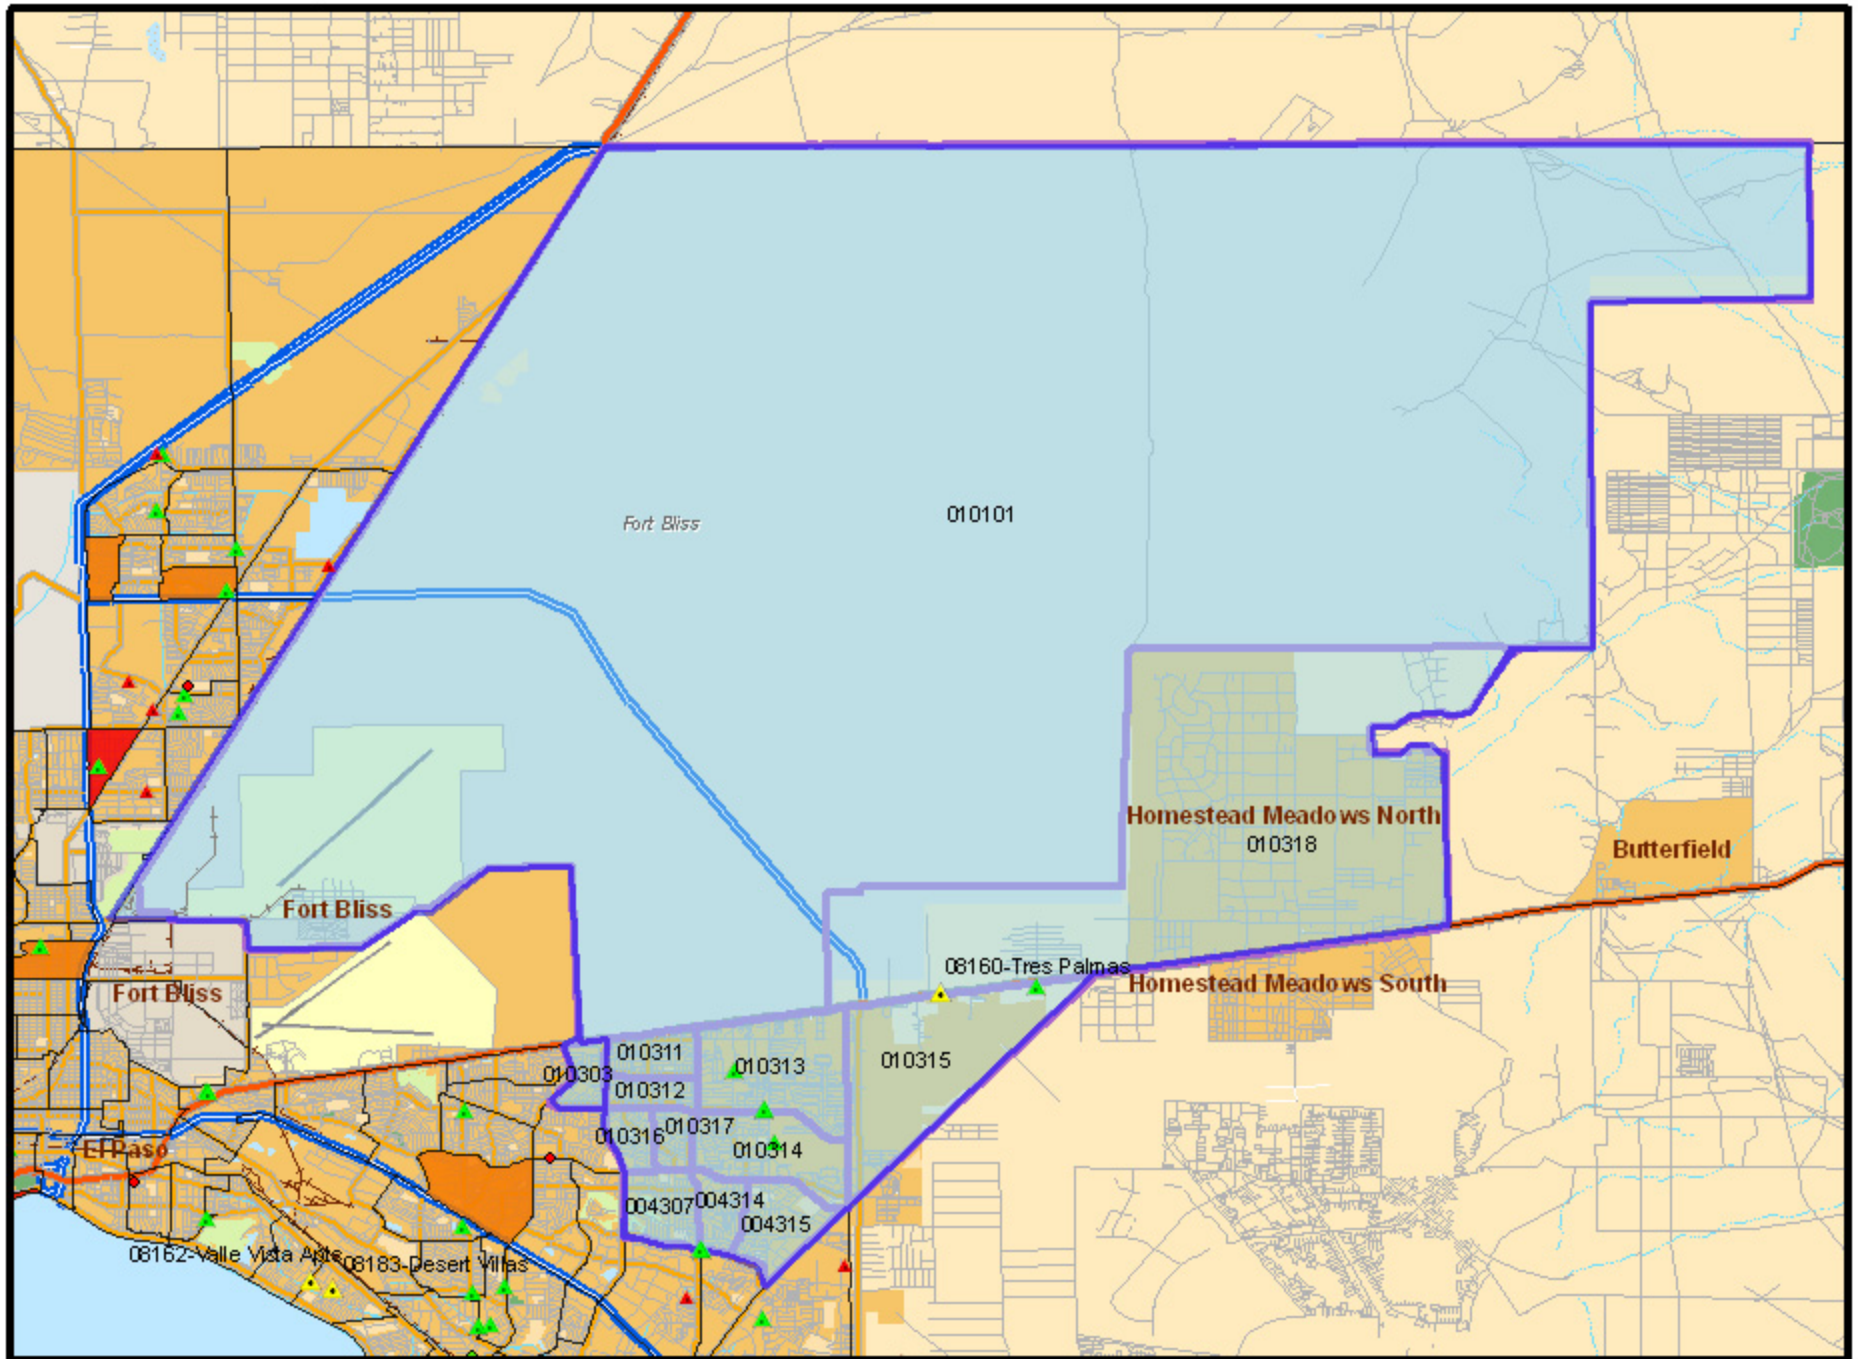 Fort Bliss
010101
Homestead Meadows North
010318
Butterfield
Fort Bliss
08160-Tres Palmas
Homestead Meadows South
Fort Bliss
010311
010313
010315
010303
010312
010316
010317
010314
El Paso
004307
004314
004315
08162-Valle Vista Apts
08183-Desert Villas